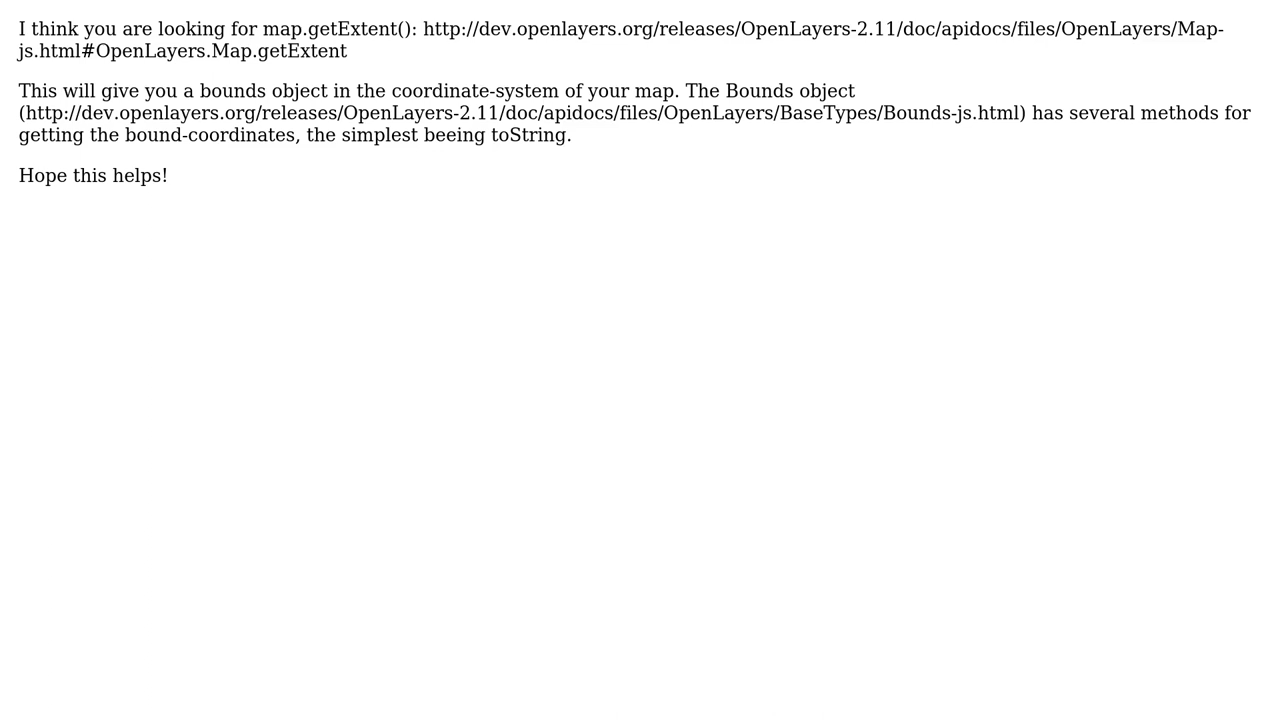 I think you are looking for map.getExtent(): http://dev.openlayers.org/releases/OpenLayers-2.11/doc/apidocs/files/OpenLayers/Map-
js.html#OpenLayers.Map.getExtent
This will give you a bounds object in the coordinate-system of your map. The Bounds object
(http://dev.openlayers.org/releases/OpenLayers-2.11/doc/apidocs/files/OpenLayers/BaseTypes/Bounds-js.html) has several methods for
getting the bound-coordinates, the simplest beeing toString.
Hope this helps!